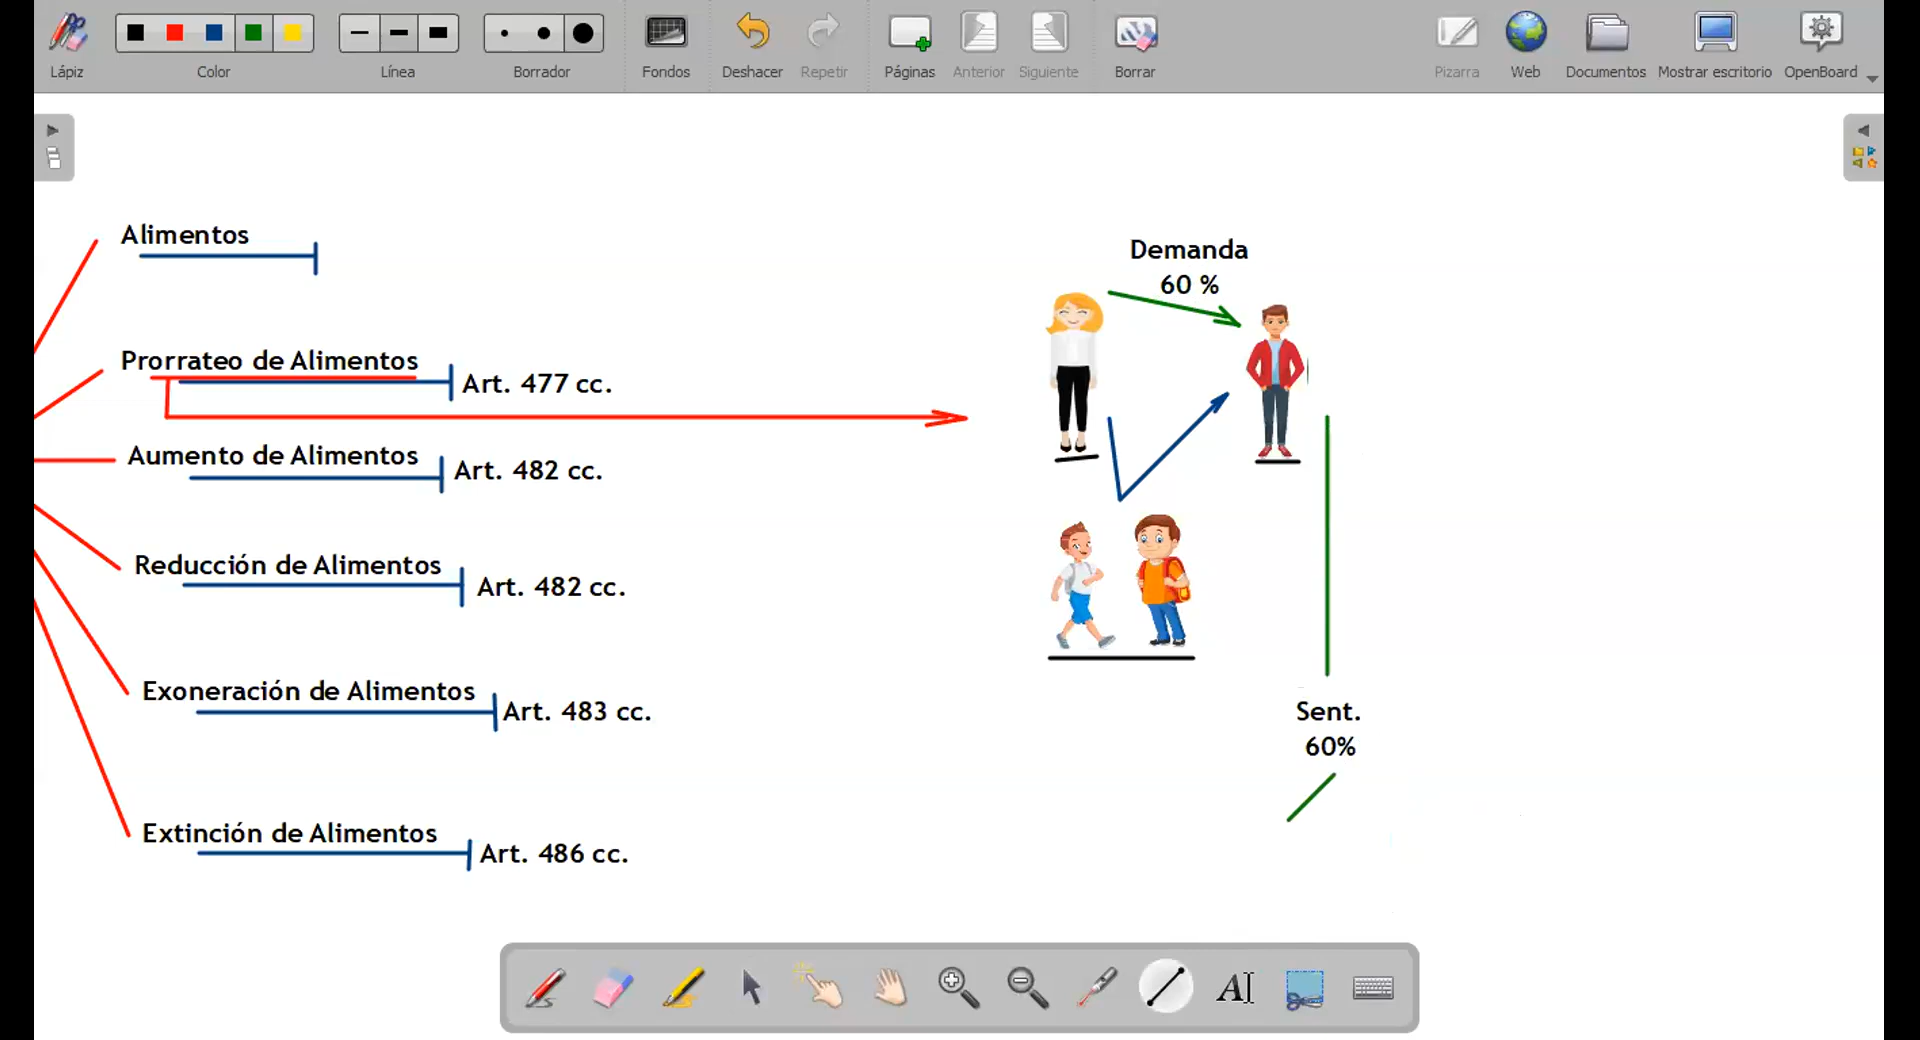 Lápiz
Color
Línea
Borrador
Fondos
Deshacer
Repetir
Páginas
Anterior
Siguiente
Borrar
Pizarra
Web
Documentos
Mostrar escritorio
OpenBoard
Alimentos
Prorrateo de Alimentos
Art. 477 cc.
Aumento de Alimentos
Art. 482 cc.
Reducción de Alimentos
Art. 482 cc.
Exoneración de Alimentos
Art. 483 cc.
Extinción de Alimentos
Art. 486 cc.
Demanda
60 %
Sent.
60%
AI